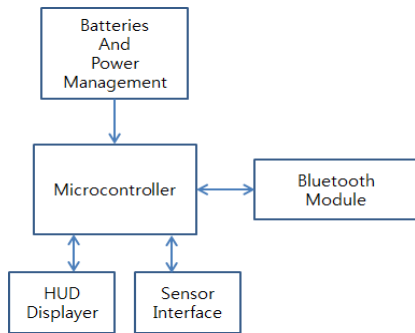 Batteries
And
Power
Management
Microcontroller
Bluetooth
Module
HUD
Displayer
Sensor
Interface